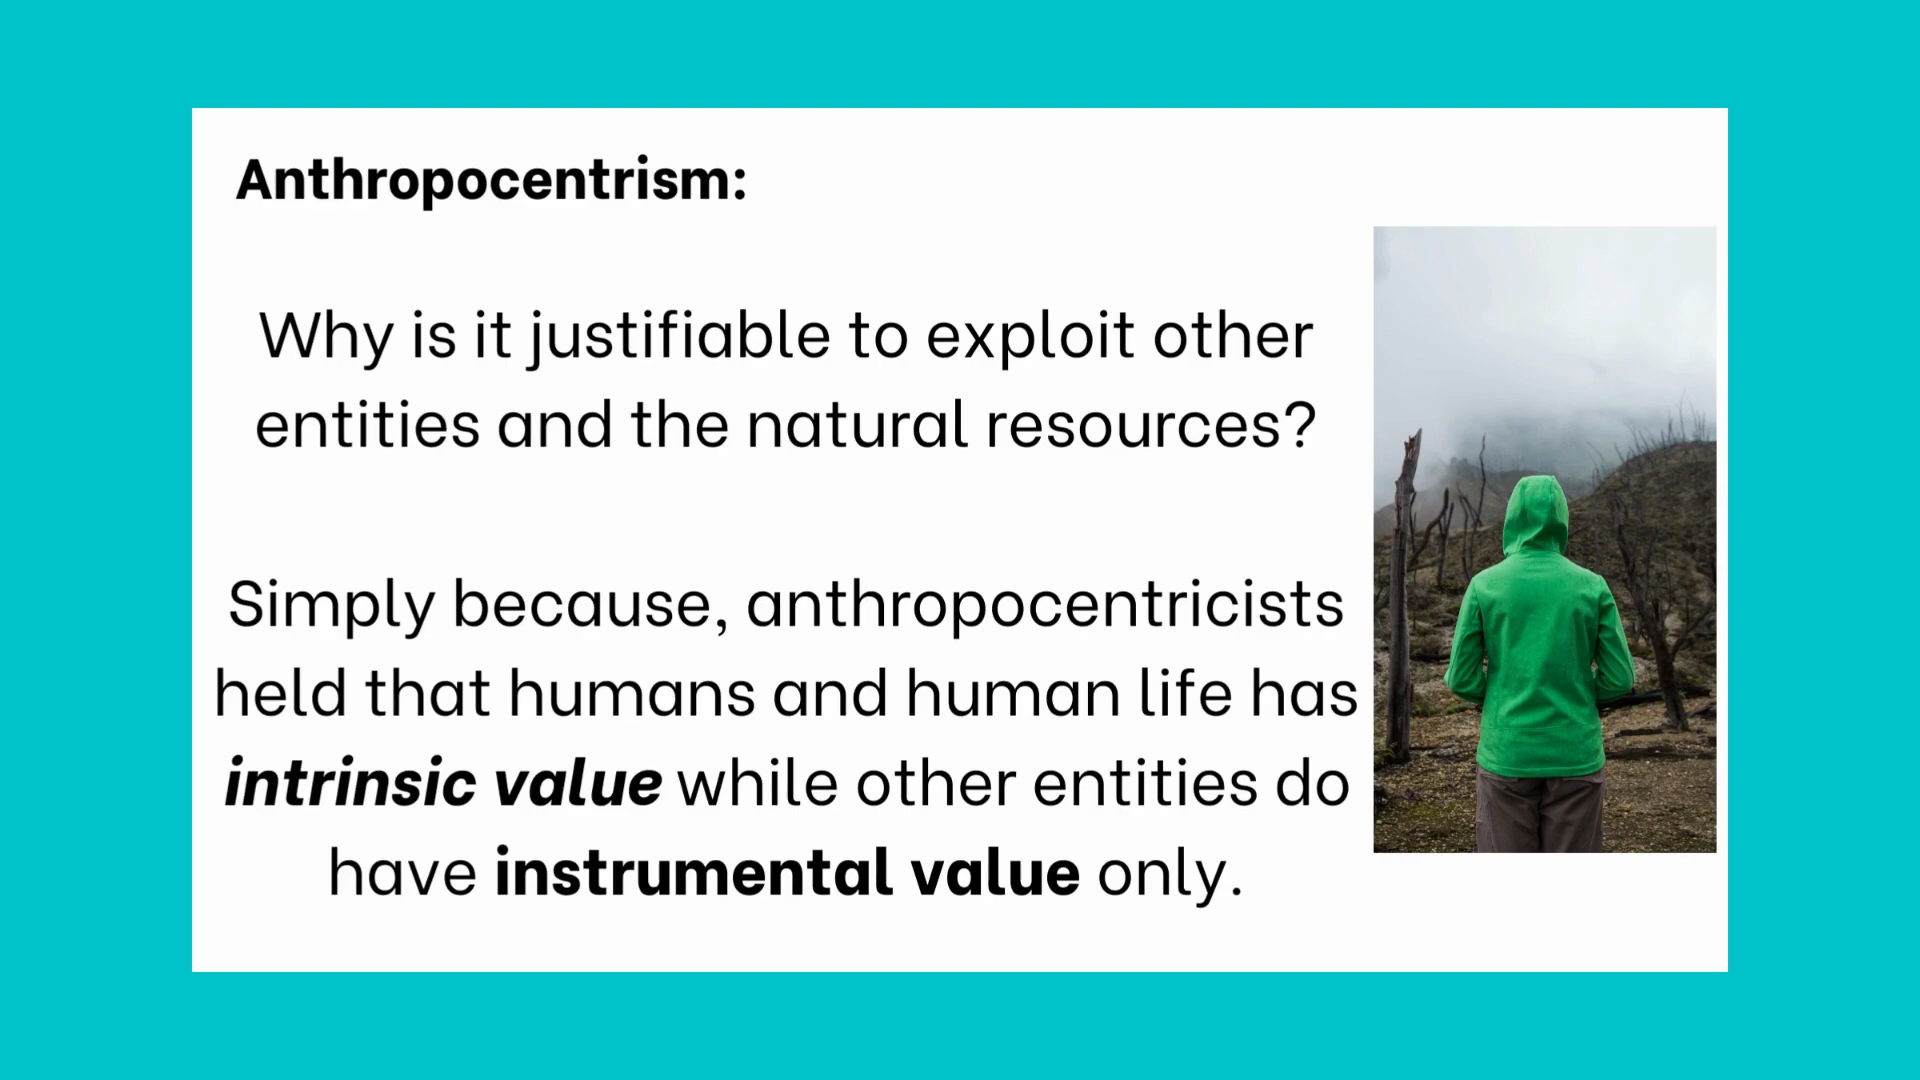 Anthropocentrism:
Why is it justifiable to exploit other
entities and the natural resources?
Simply because, anthropocentricists
held that humans and human life has
intrinsic value while other entities do
have instrumental value only.